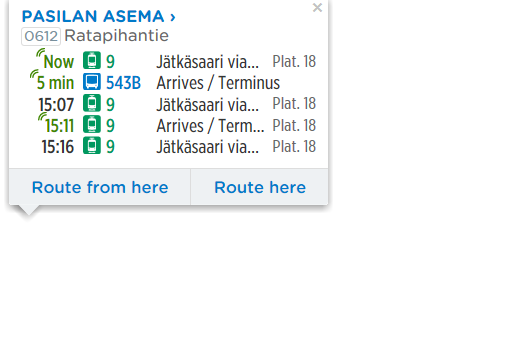 PASILAN ASEMA ›
0612 Ratapihantie
Now 9 Jätkäsaari via... Plat. 18
5 min 543B Arrives / Terminus
15:07 9 Jätkäsaari via... Plat. 18
15:11 9 Arrives / Term... Plat. 18
15:16 9 Jätkäsaari via... Plat. 18
Route from here Route here